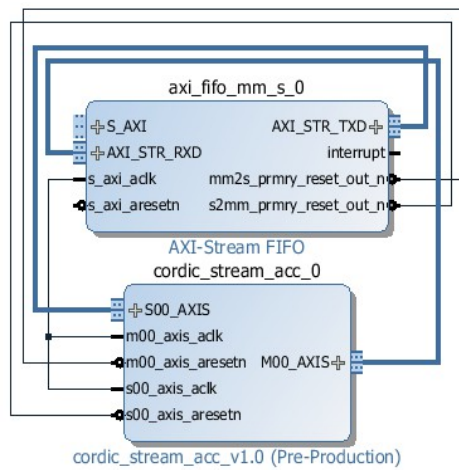 axi_fifo_mm_s_0
S_AXI
AXI_STR_TXD
AXI_STR_RXD
interrupt
s_axi_aclk
mm2s_prmry_reset_out_n
s_axi_aresetn
s2mm_prmry_reset_out_n
AXI-Stream FIFO
cordic_stream_acc_0
S00_AXIS
m00_axis_aclk
m00_axis_aresetn
M00_AXIS
s00_axis_aclk
s00_axis_aresetn
cordic_stream_acc_v1.0 (Pre-Production)